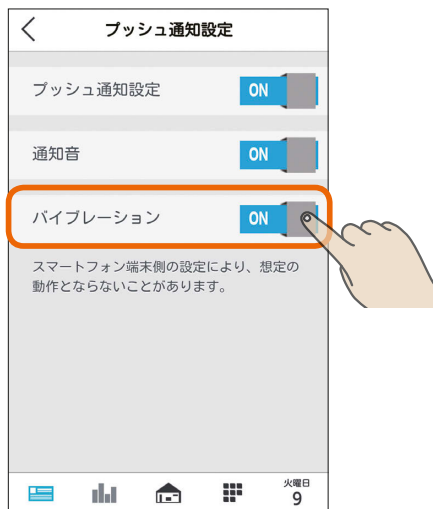 プッシュ通知設定
プッシュ通知設定 ON
通知音 ON
バイブレーション ON
スマートフォン端末側の設定により、想定の
動作とならないことがあります。
火曜日
9